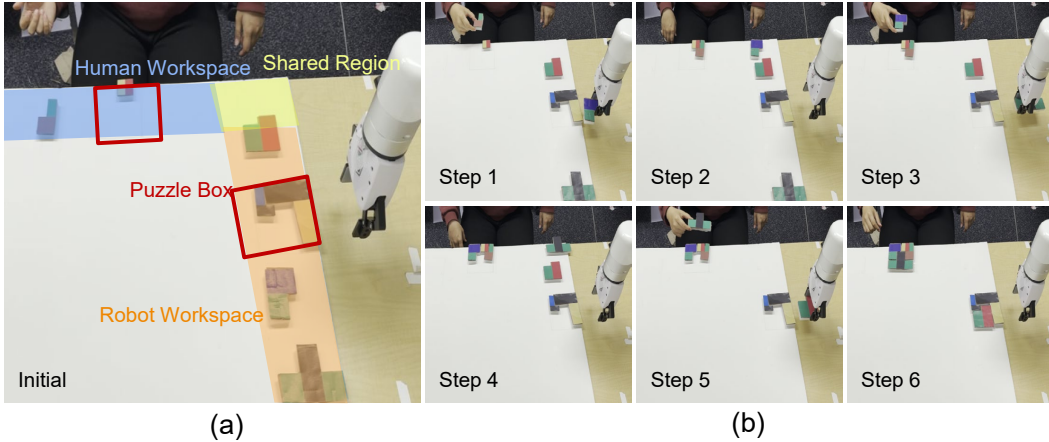 Human Workspace
Shared Region
Puzzle Box
Robot Workspace
Initial
Step 1
Step 2
Step 3
Step 4
Step 5
Step 6
(a)
(b)